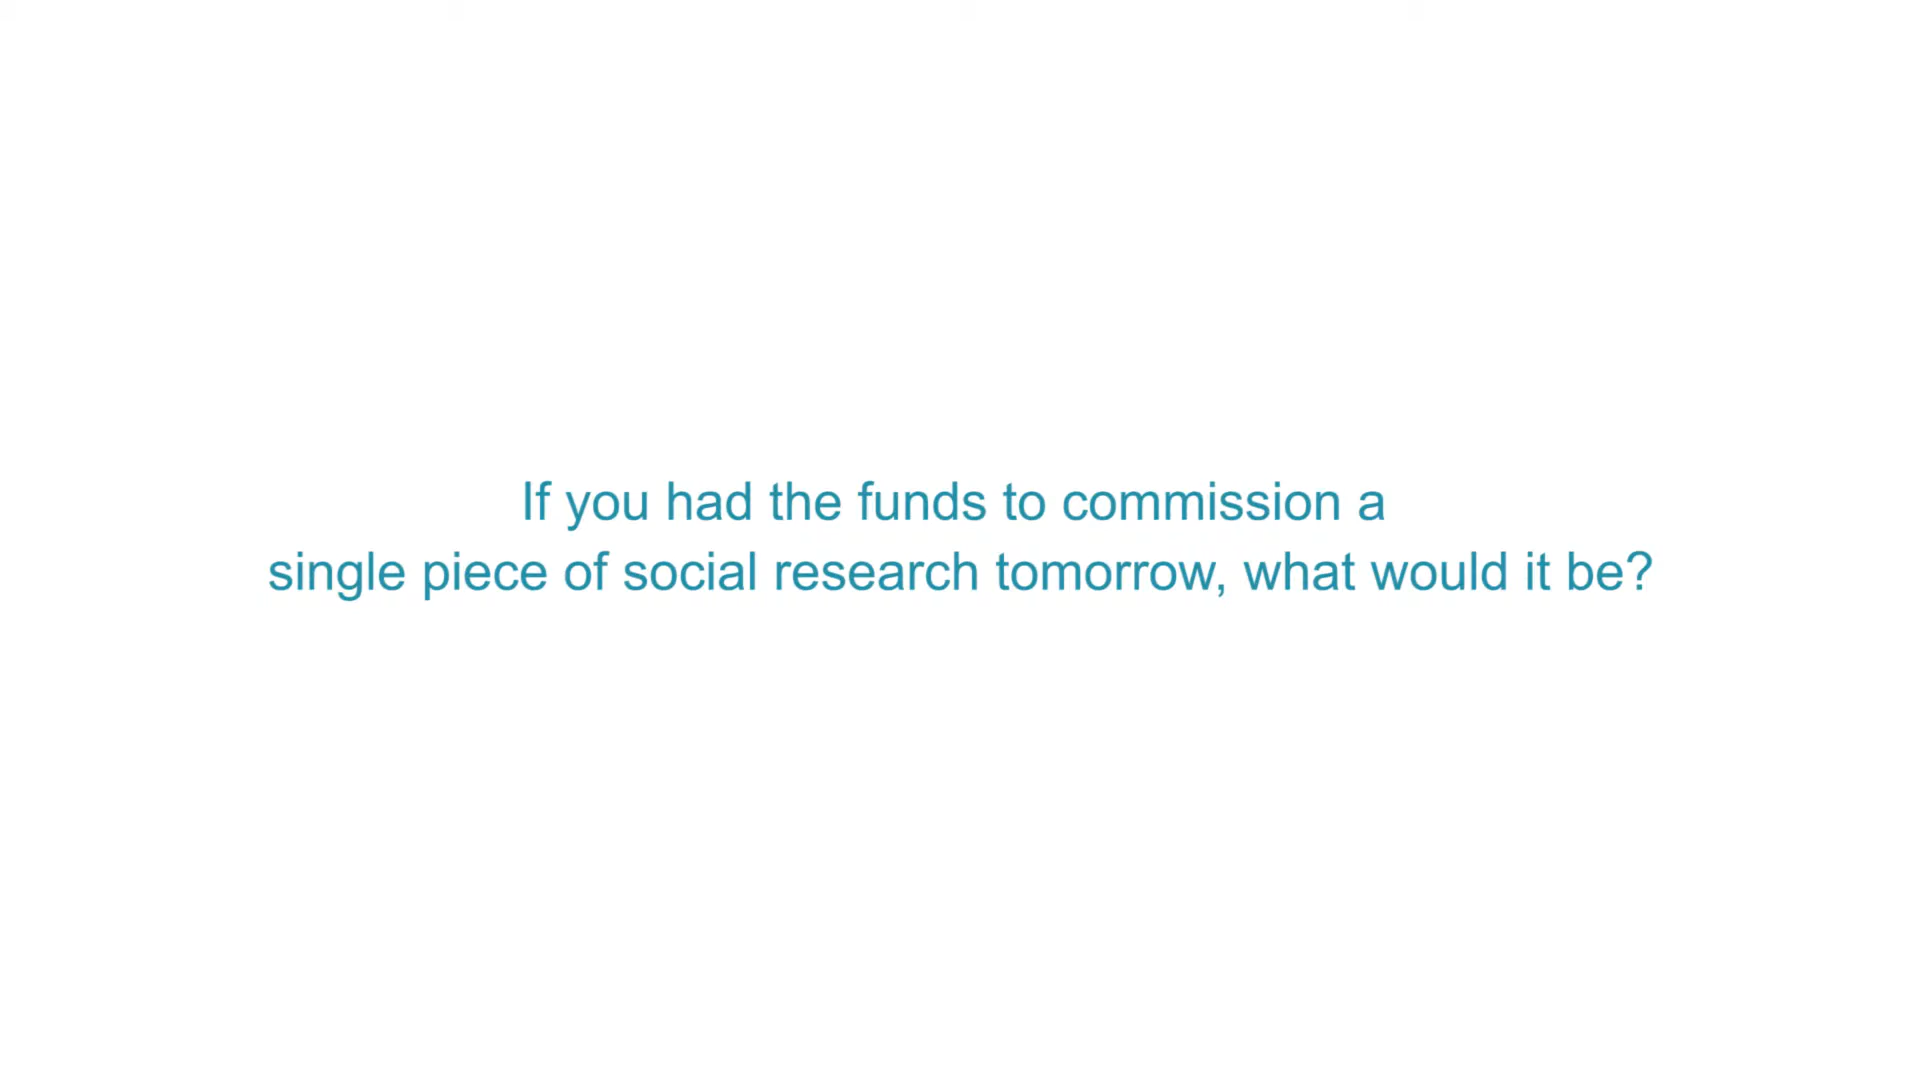 If you had the funds to commission a
single piece of social research tomorrow, what would it be?